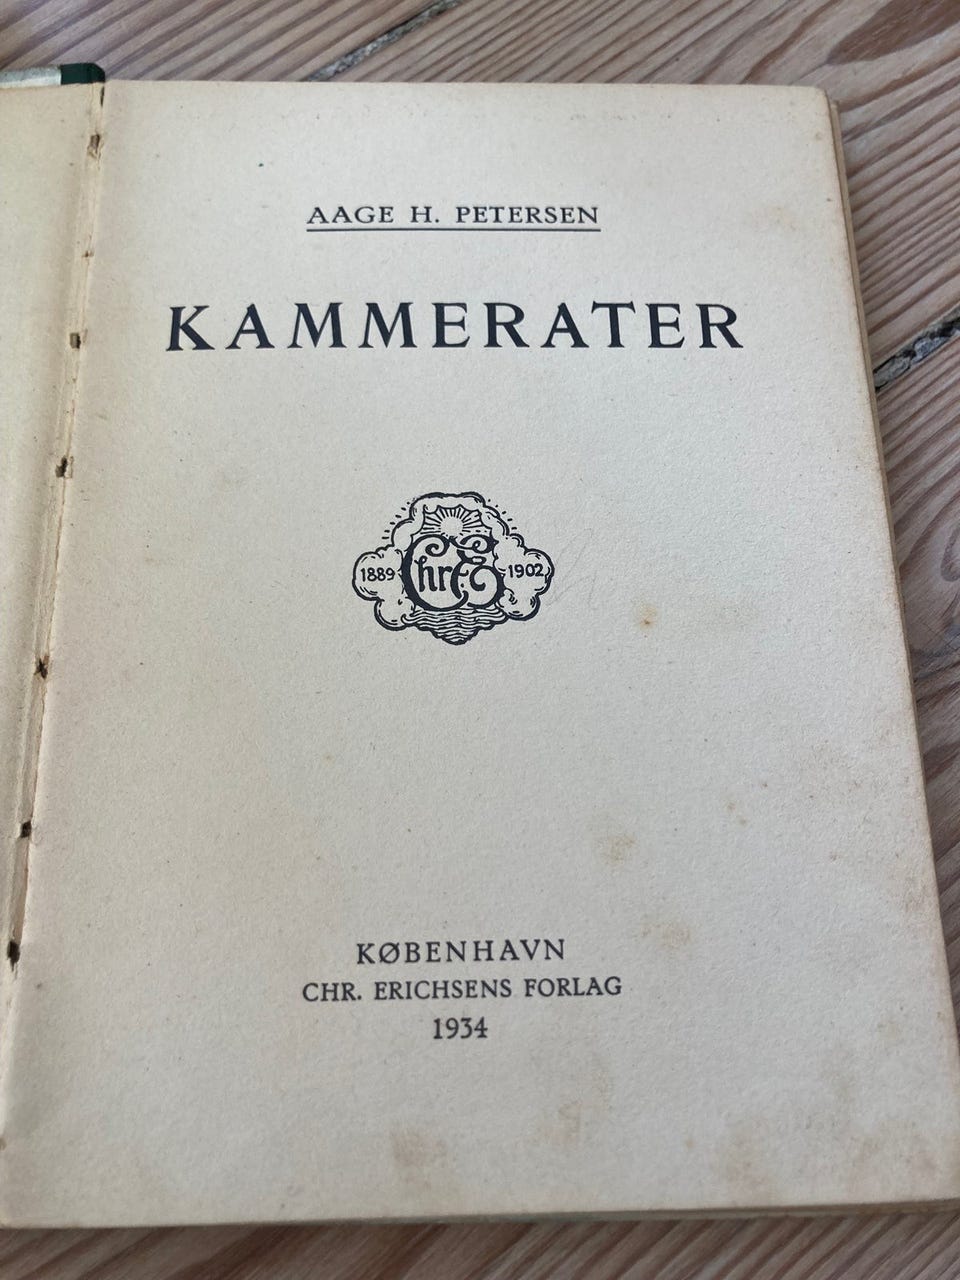 AAGE H. PETERSEN
KAMMERATER
1889 Chr. E. 1902
KØBENHAVN
CHR. ERICHSENS FORLAG
1934